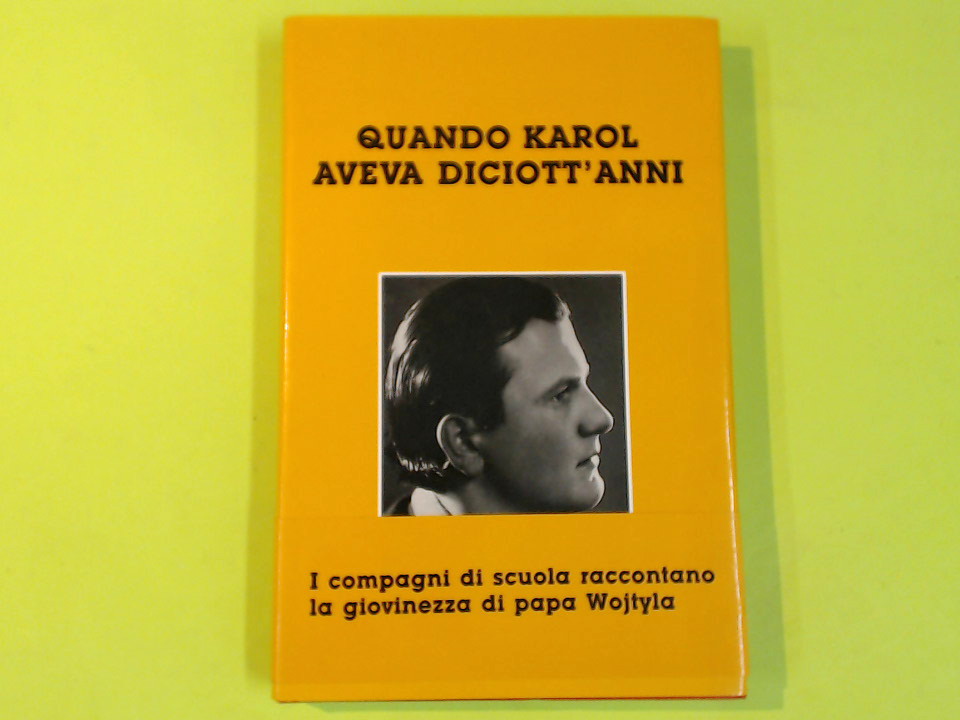 QUANDO KAROL
AVEVA DICIOTT'ANNI
I compagni di scuola raccontano
la giovinezza di papa Wojtyla